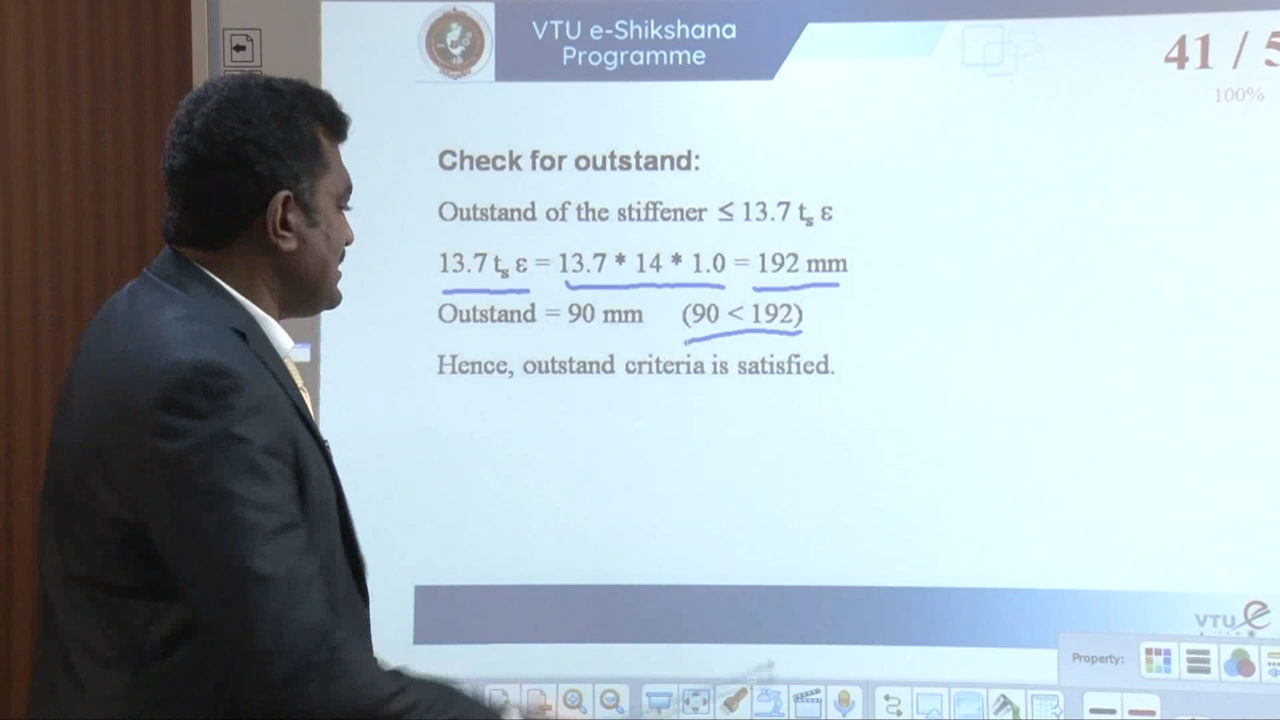 VTU e-Shikshana
Programme
41 / 5
100%
Check for outstand:
Outstand of the stiffener ≤ 13.7 tₛ ε
13.7 tₛ ε = 13.7 * 14 * 1.0 = 192 mm
Outstand = 90 mm (90 < 192)
Hence, outstand criteria is satisfied.
VTU e
Property: